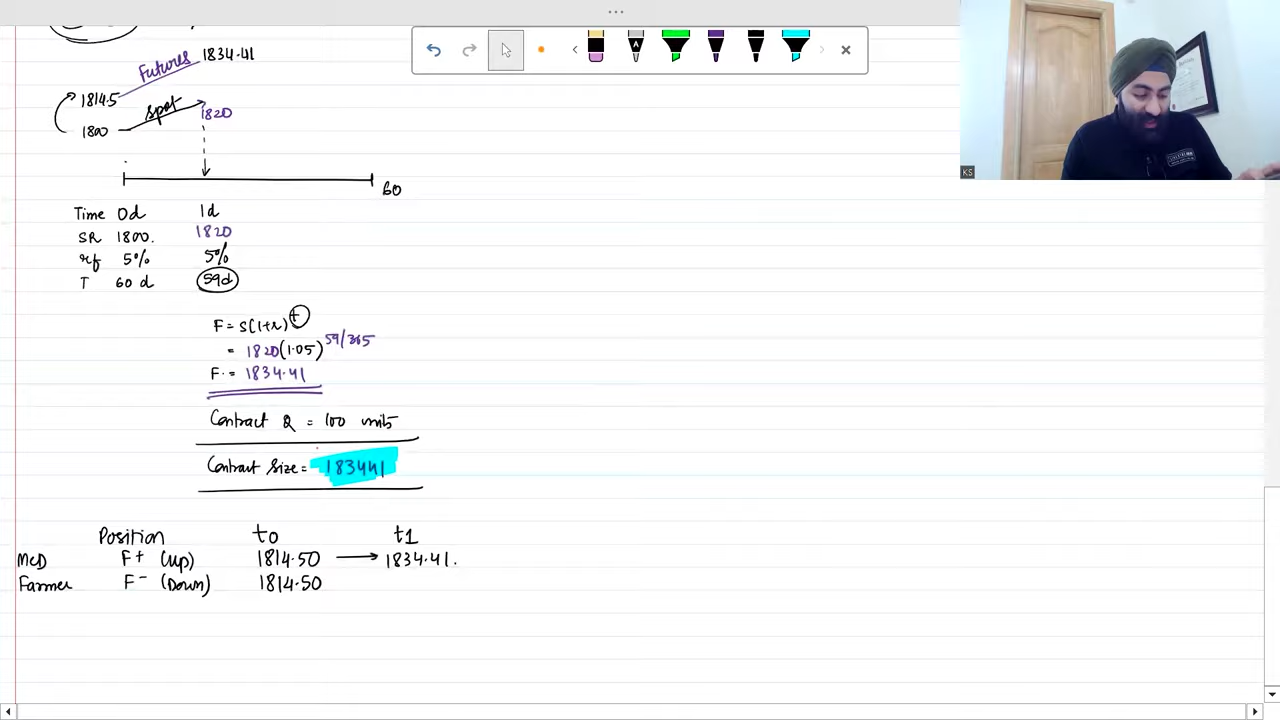 Futures 1834.41
1814.5
spot
1800
1820
60
Time 0d 1d
SR 1800. 1820
rf 5% 5%
T 60 d 59d
F = S(1+r)^t
= 1820(1.05)^59/365
F. = 1834.41
Contract Q = 100 units
Contract Size = 183441
Position t0 t1
McD F+ (Up) 1814.50 → 1834.41.
Farmer F- (Down) 1814.50
KS